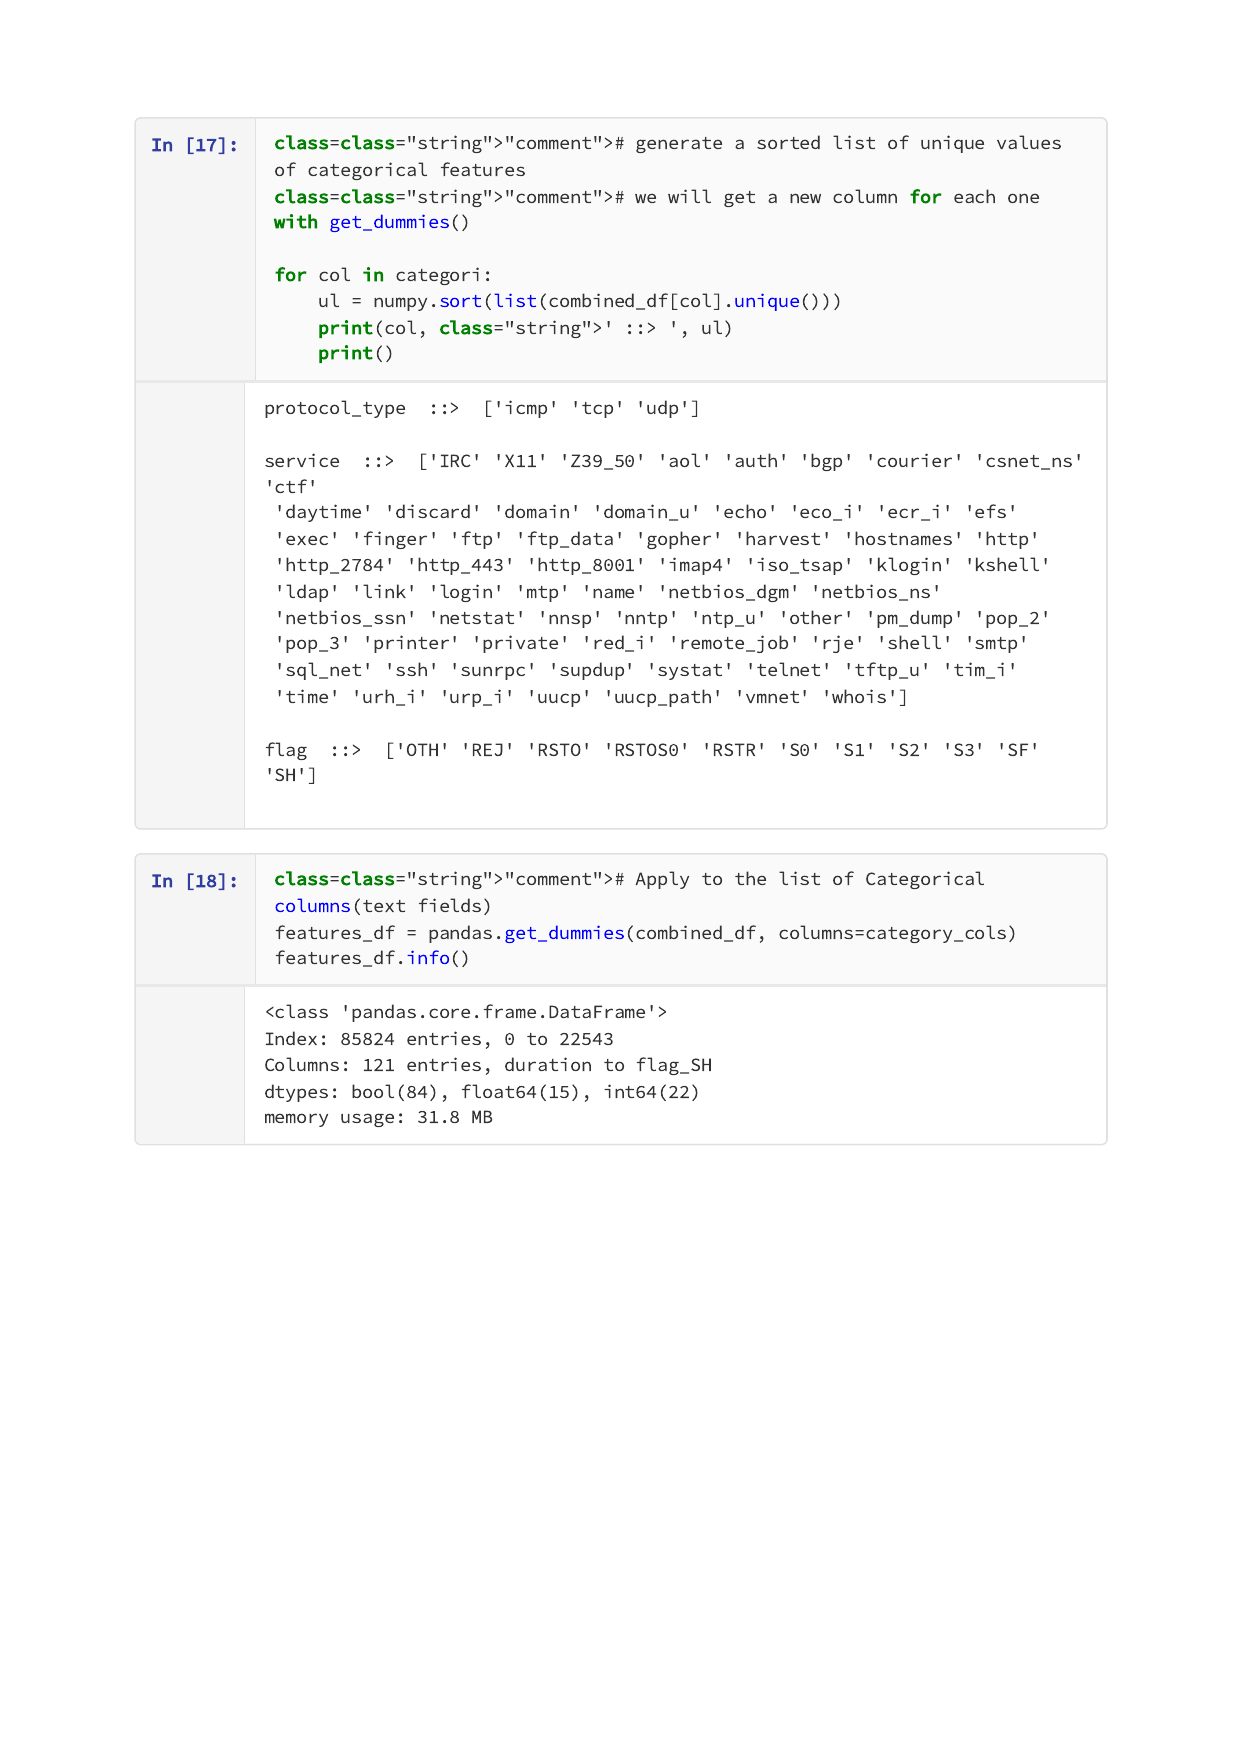 In [17]:
class=class="string">"comment"># generate a sorted list of unique values
of categorical features
class=class="string">"comment"># we will get a new column for each one
with get_dummies()
for col in categori:
    ul = numpy.sort(list(combined_df[col].unique()))
    print(col, class="string">' ::> ', ul)
    print()
protocol_type  ::>  ['icmp' 'tcp' 'udp']
service  ::>  ['IRC' 'X11' 'Z39_50' 'aol' 'auth' 'bgp' 'courier' 'csnet_ns'
'ctf'
 'daytime' 'discard' 'domain' 'domain_u' 'echo' 'eco_i' 'ecr_i' 'efs'
 'exec' 'finger' 'ftp' 'ftp_data' 'gopher' 'harvest' 'hostnames' 'http'
 'http_2784' 'http_443' 'http_8001' 'imap4' 'iso_tsap' 'klogin' 'kshell'
 'ldap' 'link' 'login' 'mtp' 'name' 'netbios_dgm' 'netbios_ns'
 'netbios_ssn' 'netstat' 'nnsp' 'nntp' 'ntp_u' 'other' 'pm_dump' 'pop_2'
 'pop_3' 'printer' 'private' 'red_i' 'remote_job' 'rje' 'shell' 'smtp'
 'sql_net' 'ssh' 'sunrpc' 'supdup' 'systat' 'telnet' 'tftp_u' 'tim_i'
 'time' 'urh_i' 'urp_i' 'uucp' 'uucp_path' 'vmnet' 'whois']
flag  ::>  ['OTH' 'REJ' 'RSTO' 'RSTOS0' 'RSTR' 'S0' 'S1' 'S2' 'S3' 'SF'
'SH']
In [18]:
class=class="string">"comment"># Apply to the list of Categorical
columns(text fields)
features_df = pandas.get_dummies(combined_df, columns=category_cols)
features_df.info()
<class 'pandas.core.frame.DataFrame'>
Index: 85824 entries, 0 to 22543
Columns: 121 entries, duration to flag_SH
dtypes: bool(84), float64(15), int64(22)
memory usage: 31.8 MB